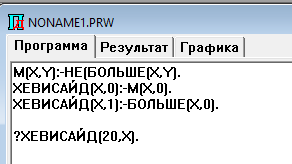 NONAME1.PRW
Программа Результат Графика
М(X,Y):-НЕ(БОЛЬШЕ(X,Y).
ХЕВИСАЙД(X,0):-М(X,0).
ХЕВИСАЙД(X,1):-БОЛЬШЕ(X,0).
?ХЕВИСАЙД(20,X).